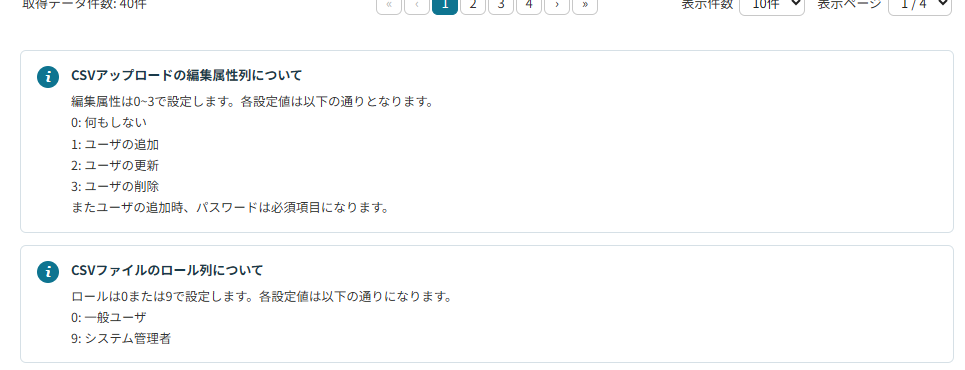 取得データ件数: 40件 « ‹ 1 2 3 4 › » 表示件数 10件 表示ページ 1 / 4
CSVアップロードの編集属性列について
編集属性は0~3で設定します。各設定値は以下の通りとなります。
0: 何もしない
1: ユーザの追加
2: ユーザの更新
3: ユーザの削除
またユーザの追加時、パスワードは必須項目になります。
CSVファイルのロール列について
ロールは0または9で設定します。各設定値は以下の通りになります。
0: 一般ユーザ
9: システム管理者